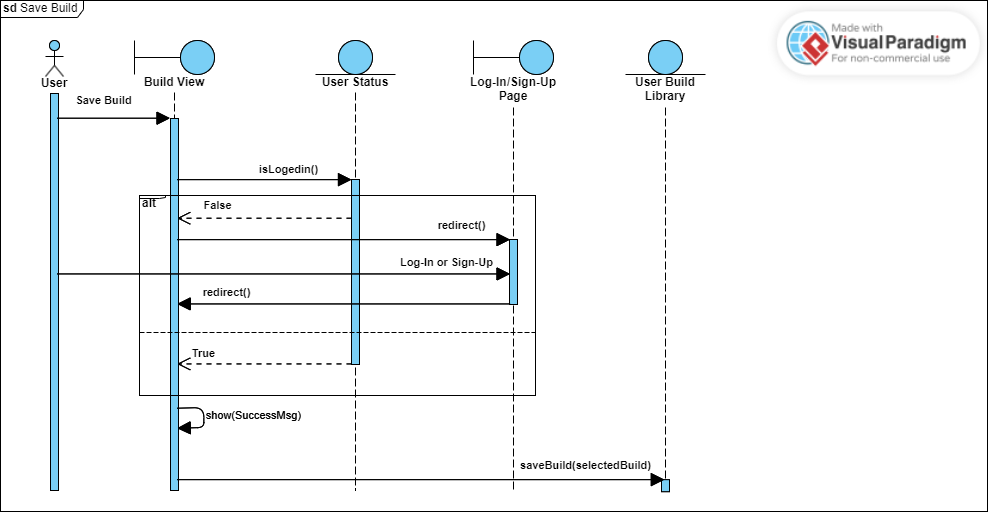 sd Save Build
Made with
VisualParadigm
For non-commercial use
User
Build View
User Status
Log-In/Sign-Up
Page
User Build
Library
Save Build
isLogedin()
alt
False
redirect()
Log-In or Sign-Up
redirect()
True
show(SuccessMsg)
saveBuild(selectedBuild)